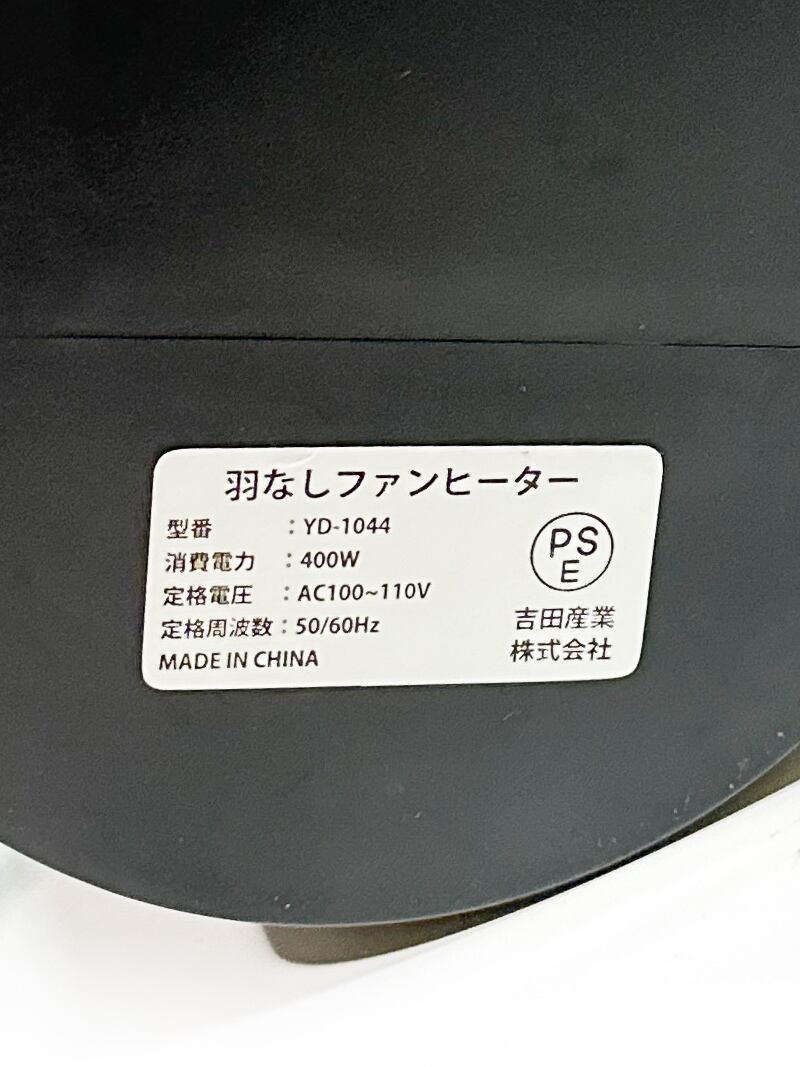 羽なしファンヒーター
型番 : YD-1044
消費電力 : 400W
定格電圧 : AC100~110V
定格周波数 : 50/60Hz
MADE IN CHINA
PS
E
吉田産業
株式会社